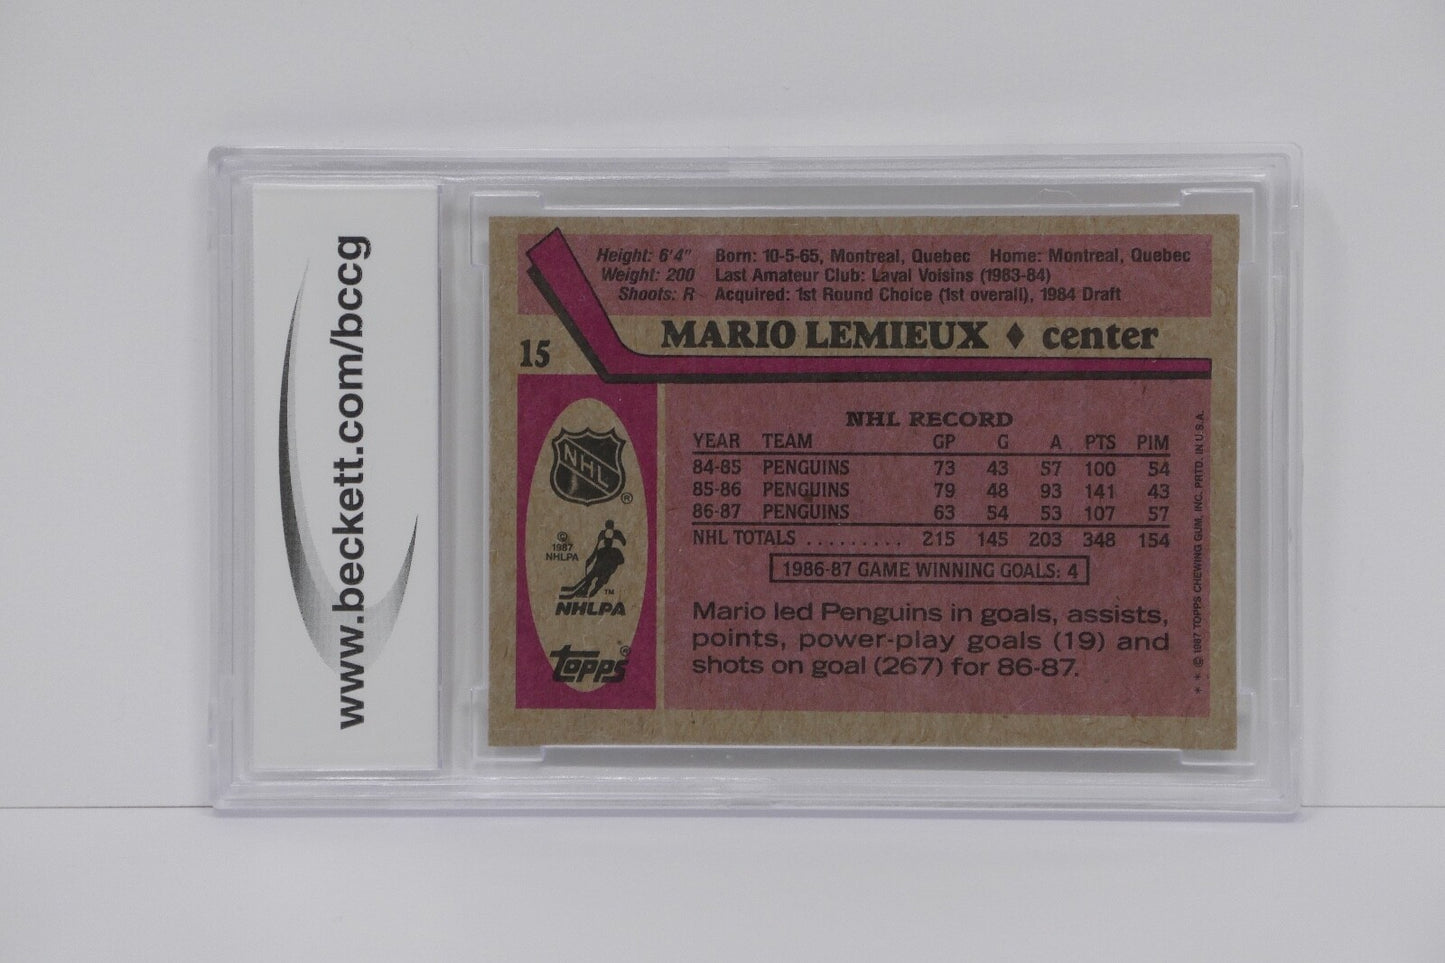 www.beckett.com/bccg
Height: 6'4" Born: 10-5-65, Montreal, Quebec Home: Montreal, Quebec
Weight: 200 Last Amateur Club: Laval Voisins (1983-84)
Shoots: R Acquired: 1st Round Choice (1st overall), 1984 Draft
15 MARIO LEMIEUX ♦ center
NHL
®
©
1987
NHLPA
TM
NHLPA
Topps®
NHL RECORD
YEAR TEAM GP G A PTS PIM
84-85 PENGUINS 73 43 57 100 54
85-86 PENGUINS 79 48 93 141 43
86-87 PENGUINS 63 54 53 107 57
NHL TOTALS ......... 215 145 203 348 154
1986-87 GAME WINNING GOALS: 4
Mario led Penguins in goals, assists,
points, power-play goals (19) and
shots on goal (267) for 86-87.
* * © 1987 TOPPS CHEWING GUM, INC. PRTD. IN U.S.A.